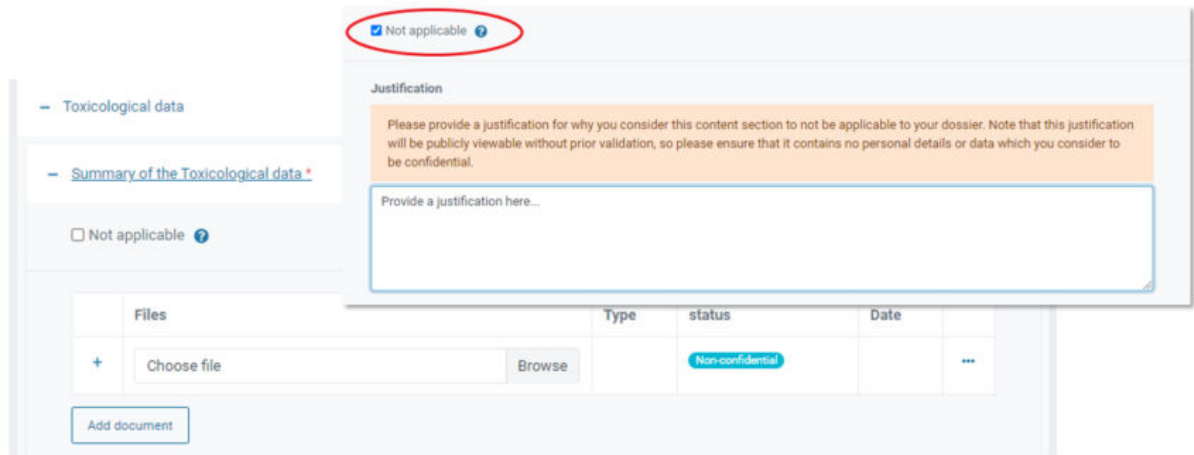 Not applicable
Justification
Please provide a justification for why you consider this content section to not be applicable to your dossier. Note that this justification
will be publicly viewable without prior validation, so please ensure that it contains no personal details or data which you consider to
be confidential.
Provide a justification here...
− Toxicological data
− Summary of the Toxicological data *
Not applicable
Files Type status Date
+ Choose file Browse Non-confidential •••
Add document